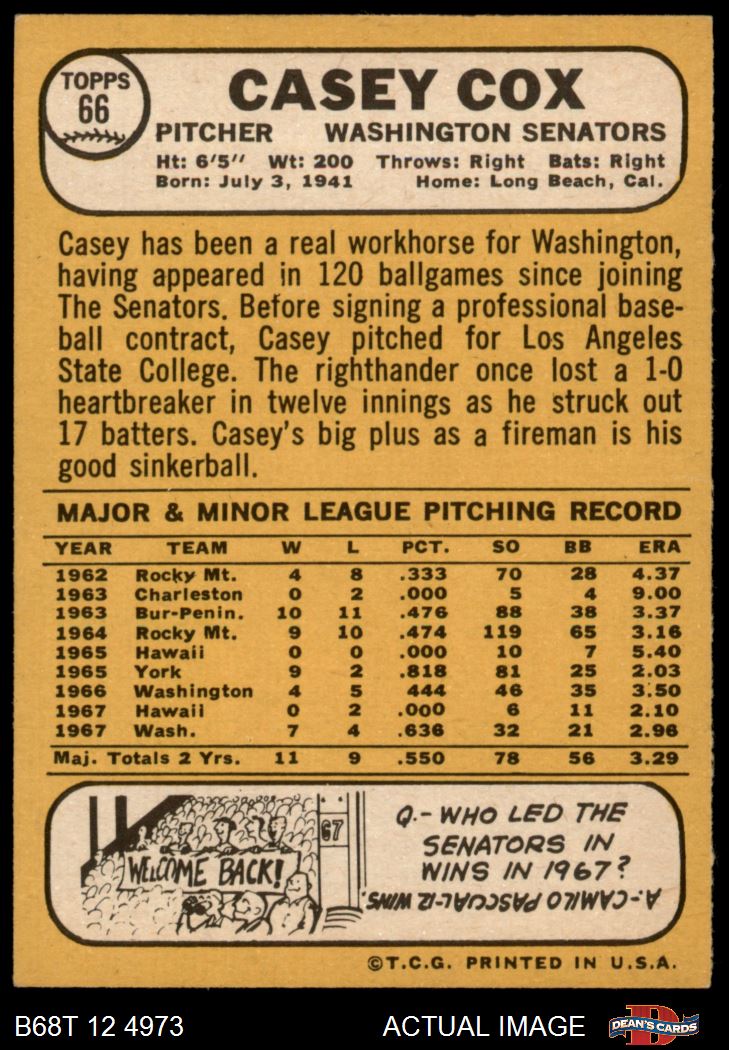 TOPPS
66
CASEY COX
PITCHER WASHINGTON SENATORS
Ht: 6'5" Wt: 200 Throws: Right Bats: Right
Born: July 3, 1941 Home: Long Beach, Cal.
Casey has been a real workhorse for Washington,
having appeared in 120 ballgames since joining
The Senators. Before signing a professional base-
ball contract, Casey pitched for Los Angeles
State College. The righthander once lost a 1-0
heartbreaker in twelve innings as he struck out
17 batters. Casey's big plus as a fireman is his
good sinkerball.
MAJOR & MINOR LEAGUE PITCHING RECORD
YEAR TEAM W L PCT. SO BB ERA
1962 Rocky Mt. 4 8 .333 70 28 4.37
1963 Charleston 0 2 .000 5 4 9.00
1963 Bur-Penin. 10 11 .476 88 38 3.37
1964 Rocky Mt. 9 10 .474 119 65 3.16
1965 Hawaii 0 0 .000 10 7 5.40
1965 York 9 2 .818 81 25 2.03
1966 Washington 4 5 444 46 35 3.50
1967 Hawaii 0 2 .000 6 11 2.10
1967 Wash. 7 4 .636 32 21 2.96
Maj. Totals 2 Yrs. 11 9 .550 78 56 3.29
WELCOME BACK!
67
Q.-WHO LED THE
SENATORS IN
WINS IN 1967?
A.-CAMILO PASCUAL-12 WINS.
©T.C.G. PRINTED IN U.S.A.
B68T 12 4973 ACTUAL IMAGE DEAN'S CARDS